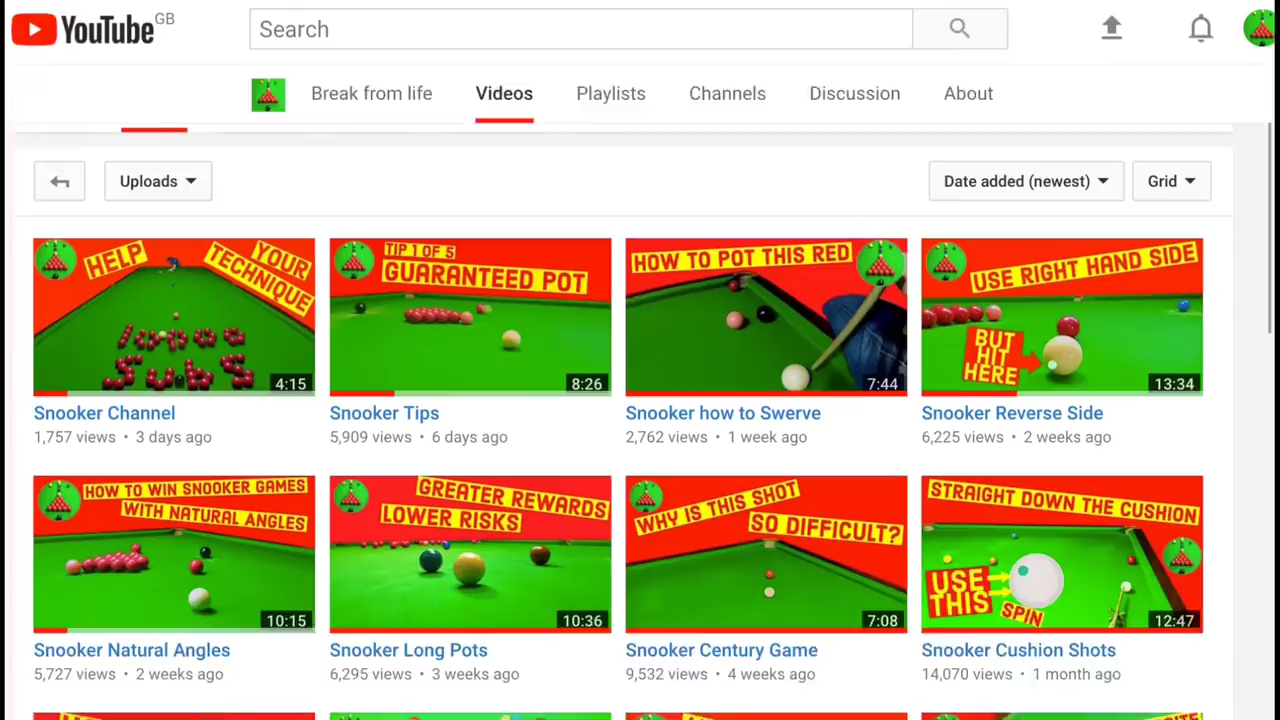 YouTube GB
Search
Break from life
Videos
Playlists
Channels
Discussion
About
Uploads
Date added (newest)
Grid
HELP
YOUR
TECHNIQUE
1000
SUBS
4:15
TIP 1 OF 5
GUARANTEED POT
8:26
HOW TO POT THIS RED
7:44
USE RIGHT HAND SIDE
BUT
HIT
HERE
13:34
Snooker Channel
1,757 views • 3 days ago
Snooker Tips
5,909 views • 6 days ago
Snooker how to Swerve
2,762 views • 1 week ago
Snooker Reverse Side
6,225 views • 2 weeks ago
HOW TO WIN SNOOKER GAMES
WITH NATURAL ANGLES
10:15
GREATER REWARDS
LOWER RISKS
10:36
WHY IS THIS SHOT
SO DIFFICULT?
7:08
STRAIGHT DOWN THE CUSHION
USE
THIS
SPIN
12:47
Snooker Natural Angles
5,727 views • 2 weeks ago
Snooker Long Pots
6,295 views • 3 weeks ago
Snooker Century Game
9,532 views • 4 weeks ago
Snooker Cushion Shots
14,070 views • 1 month ago